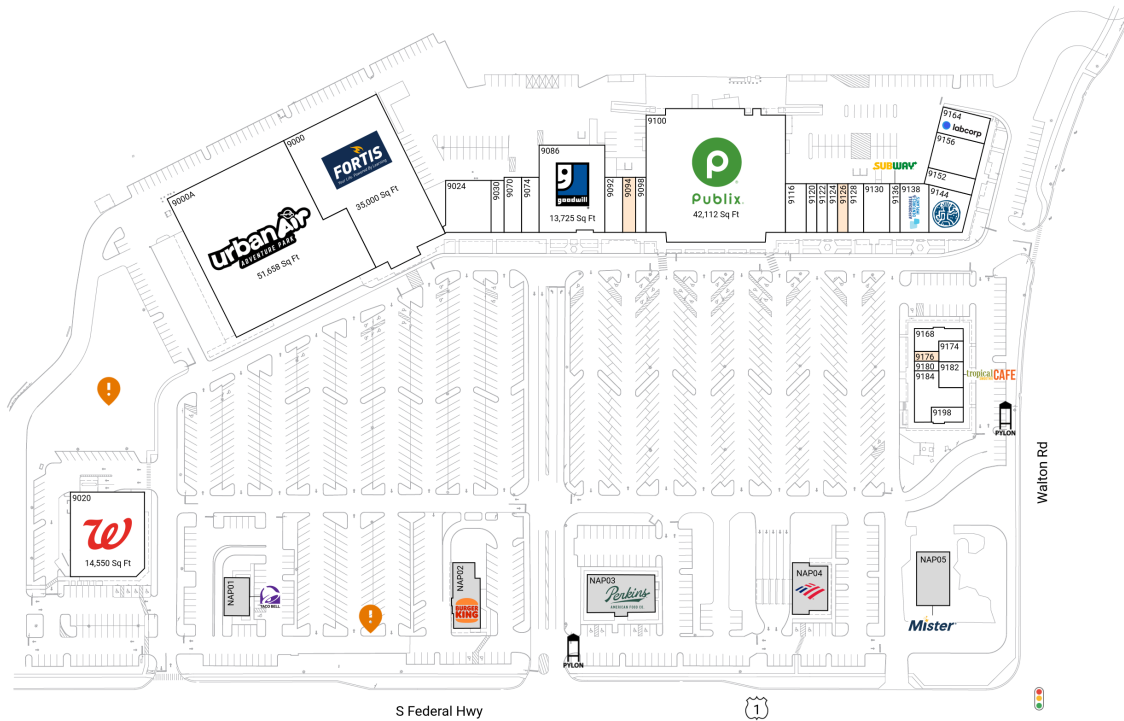 9000A
urban Air
ADVENTURE PARK
51,658 Sq Ft
9000
FORTIS
35,000 Sq Ft
9024
9030
9070
9074
9086
goodwill
13,725 Sq Ft
9092
9094
9098
9100
P
Publix.
42,112 Sq Ft
9116
9120
9122
9124
9126
9128
9130
9136
SUBWAY
9138
9144
9152
9156
9164
labcorp
9168
9174
9176
9180
9182
9184
9198
tropical CAFE
PYLON
Walton Rd
9020
W
14,550 Sq Ft
NAP01
TACO BELL
NAP02
BURGER
KING
NAP03
Perkins
AMERICAN FOOD CO.
NAP04
NAP05
Mister
PYLON
S Federal Hwy
1